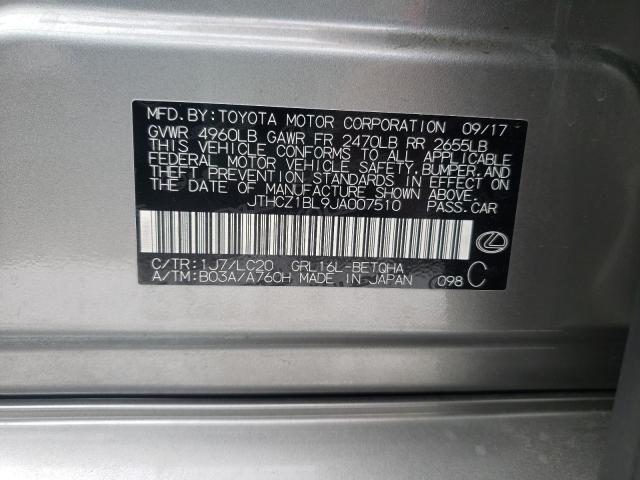 MFD. BY: TOYOTA MOTOR CORPORATION 09/17
GVWR 4960LB GAWR FR 2470LB RR 2655LB
THIS VEHICLE CONFORMS TO ALL APPLICABLE
FEDERAL MOTOR VEHICLE SAFETY, BUMPER, AND
THEFT PREVENTION STANDARDS IN EFFECT ON
THE DATE OF MANUFACTURE SHOWN ABOVE.
JTHCZ1BL9JA007510 PASS. CAR
C/TR: 1J7/LC20 GRL16L-BETQHA
A/TM: B03A/A760H MADE IN JAPAN 098 C